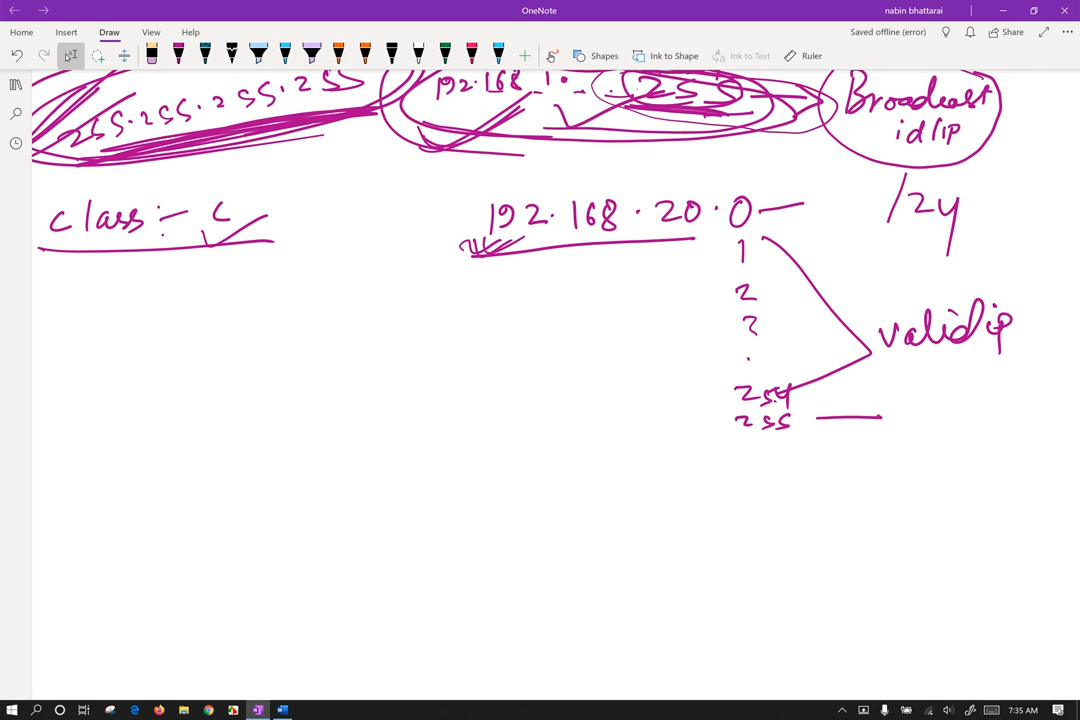 OneNote
nabin bhattarai
Home Insert Draw View Help
Saved offline (error) Share
Shapes Ink to Shape Ink to Text Ruler
255.255.255.255 192.168.1.255 Broadcast
id/ip
class:- C 192.168.20.0 /24
1
2
3
.
254
255
valid ip
7:35 AM